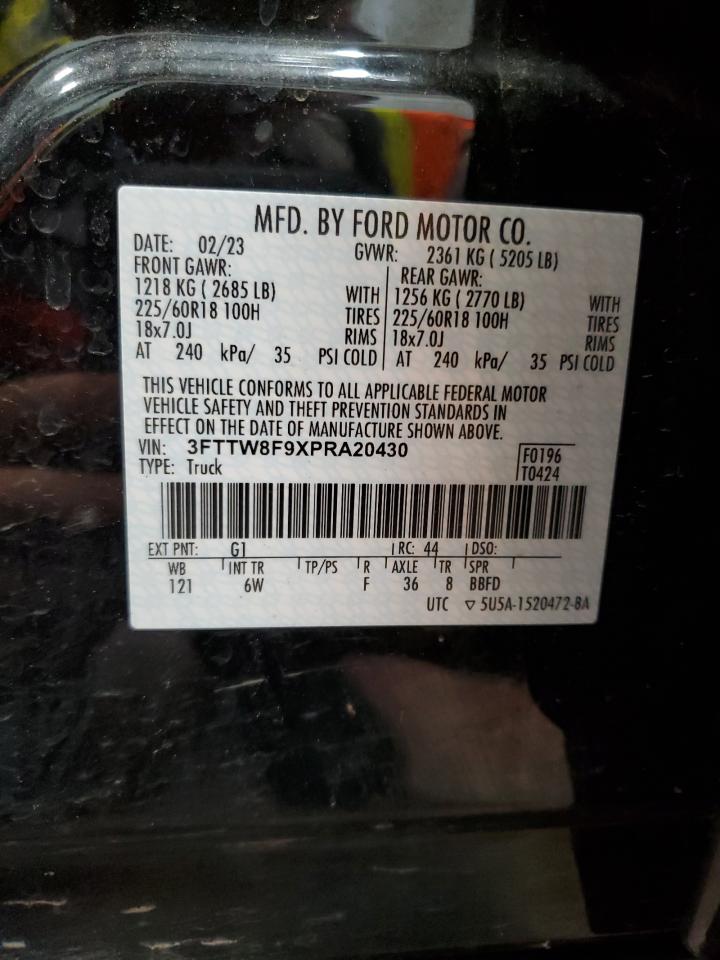 MFD. BY FORD MOTOR CO.
DATE: 02/23 GVWR: 2361 KG ( 5205 LB)
FRONT GAWR: REAR GAWR:
1218 KG ( 2685 LB) WITH 1256 KG ( 2770 LB) WITH
225/60R18 100H TIRES 225/60R18 100H TIRES
18x7.0J RIMS 18x7.0J RIMS
AT 240 kPa/ 35 PSI COLD AT 240 kPa/ 35 PSI COLD
THIS VEHICLE CONFORMS TO ALL APPLICABLE FEDERAL MOTOR
VEHICLE SAFETY AND THEFT PREVENTION STANDARDS IN
EFFECT ON THE DATE OF MANUFACTURE SHOWN ABOVE.
VIN: 3FTTW8F9XPRA20430 F0196
TYPE: Truck T0424
EXT PNT: G1 RC: 44 DSO:
WB INT TR TP/PS R AXLE TR SPR
121 6W F 36 8 BBFD
UTC ▽ 5U5A-1520472-BA